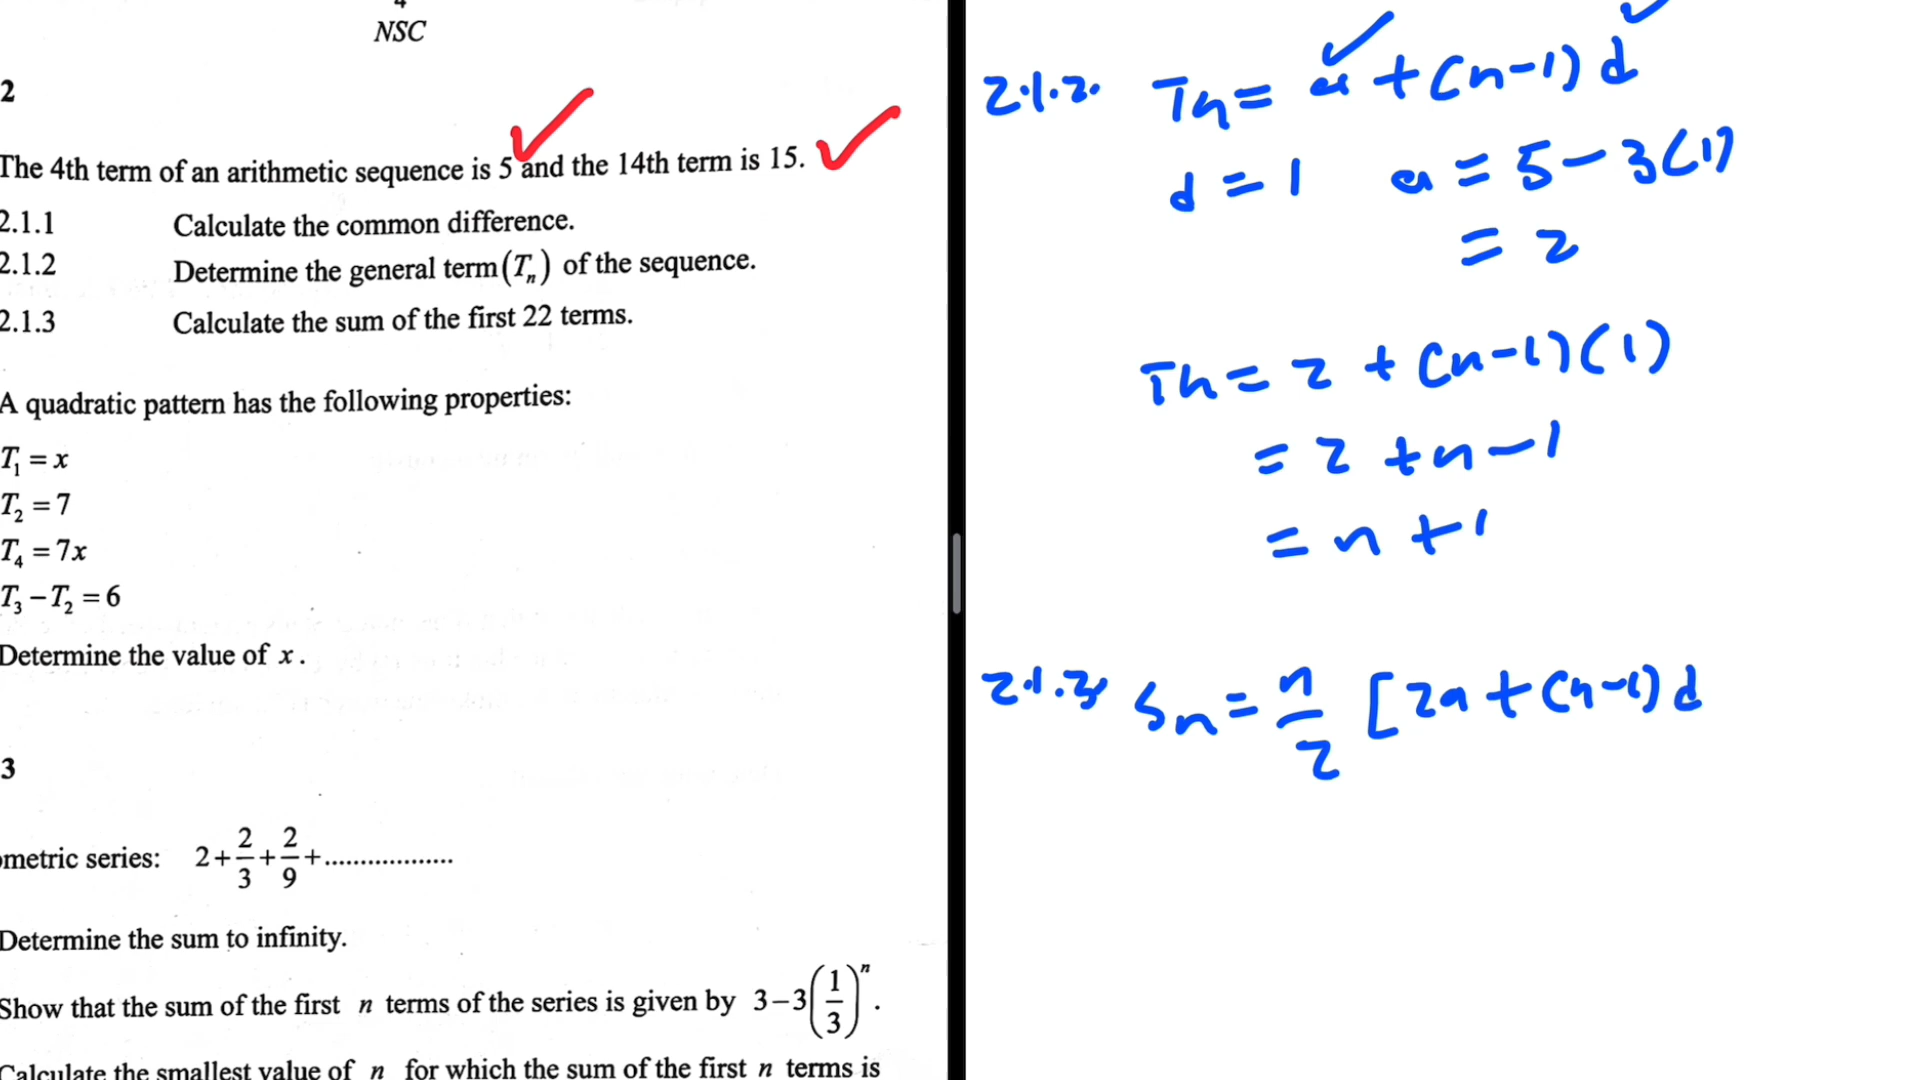 NSC
2
The 4th term of an arithmetic sequence is 5 and the 14th term is 15.
2.1.1 Calculate the common difference.
2.1.2 Determine the general term (Tₙ) of the sequence.
2.1.3 Calculate the sum of the first 22 terms.
A quadratic pattern has the following properties:
T₁ = x
T₂ = 7
T₄ = 7x
T₃ − T₂ = 6
Determine the value of x.
3
ometric series: 2 + 2/3 + 2/9 + ..................
Determine the sum to infinity.
Show that the sum of the first n terms of the series is given by 3 − 3(1/3)ⁿ.
Calculate the smallest value of n for which the sum of the first n terms is
2.1.2. Tn = a + (n-1) d
d = 1 a = 5 - 3(1)
= 2
Tn = 2 + (n-1)(1)
= 2 + n - 1
= n + 1
2.1.3 Sn = n/2 [2a + (n-1) d